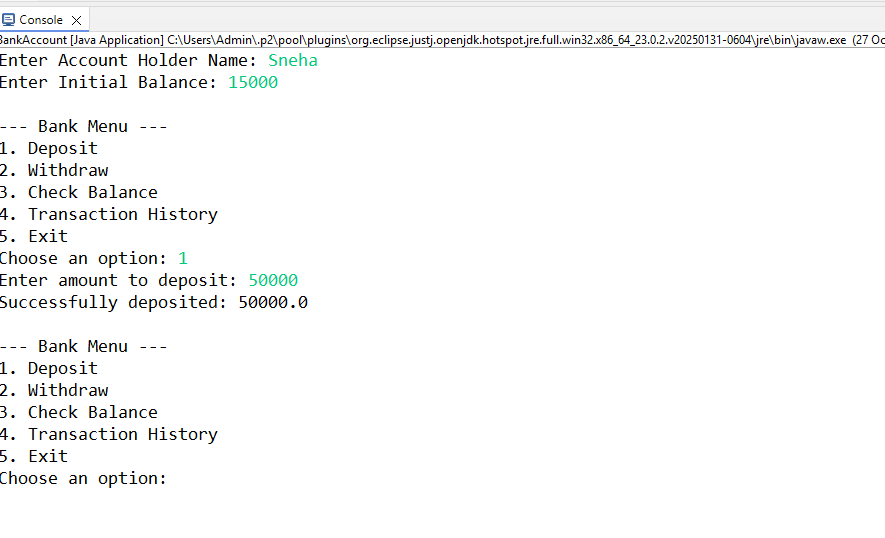 Console
BankAccount [Java Application] C:\Users\Admin\.p2\pool\plugins\org.eclipse.justj.openjdk.hotspot.jre.full.win32.x86_64_23.0.2.v20250131-0604\jre\bin\javaw.exe (27 Oc
Enter Account Holder Name: Sneha
Enter Initial Balance: 15000
--- Bank Menu ---
1. Deposit
2. Withdraw
3. Check Balance
4. Transaction History
5. Exit
Choose an option: 1
Enter amount to deposit: 50000
Successfully deposited: 50000.0
--- Bank Menu ---
1. Deposit
2. Withdraw
3. Check Balance
4. Transaction History
5. Exit
Choose an option: